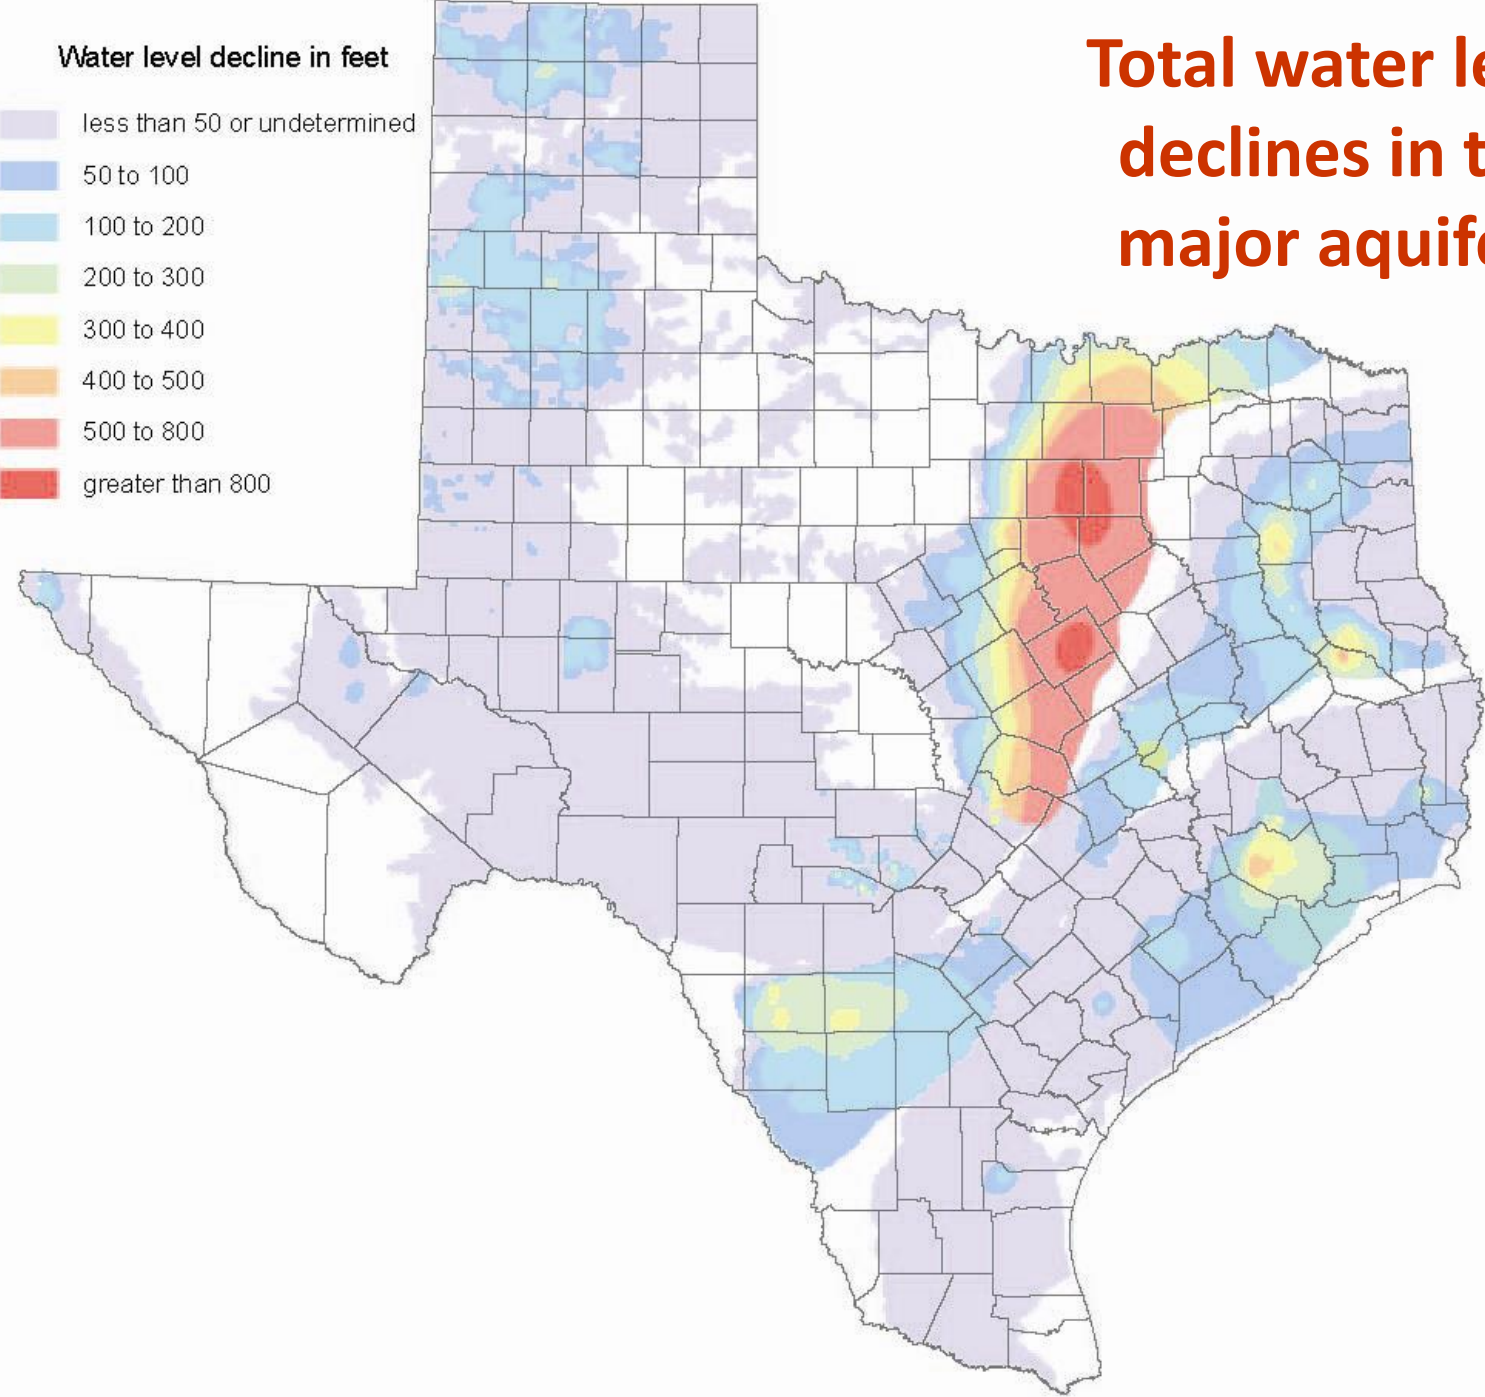 Total water le
declines in t
major aquife
Water level decline in feet
less than 50 or undetermined
50 to 100
100 to 200
200 to 300
300 to 400
400 to 500
500 to 800
greater than 800